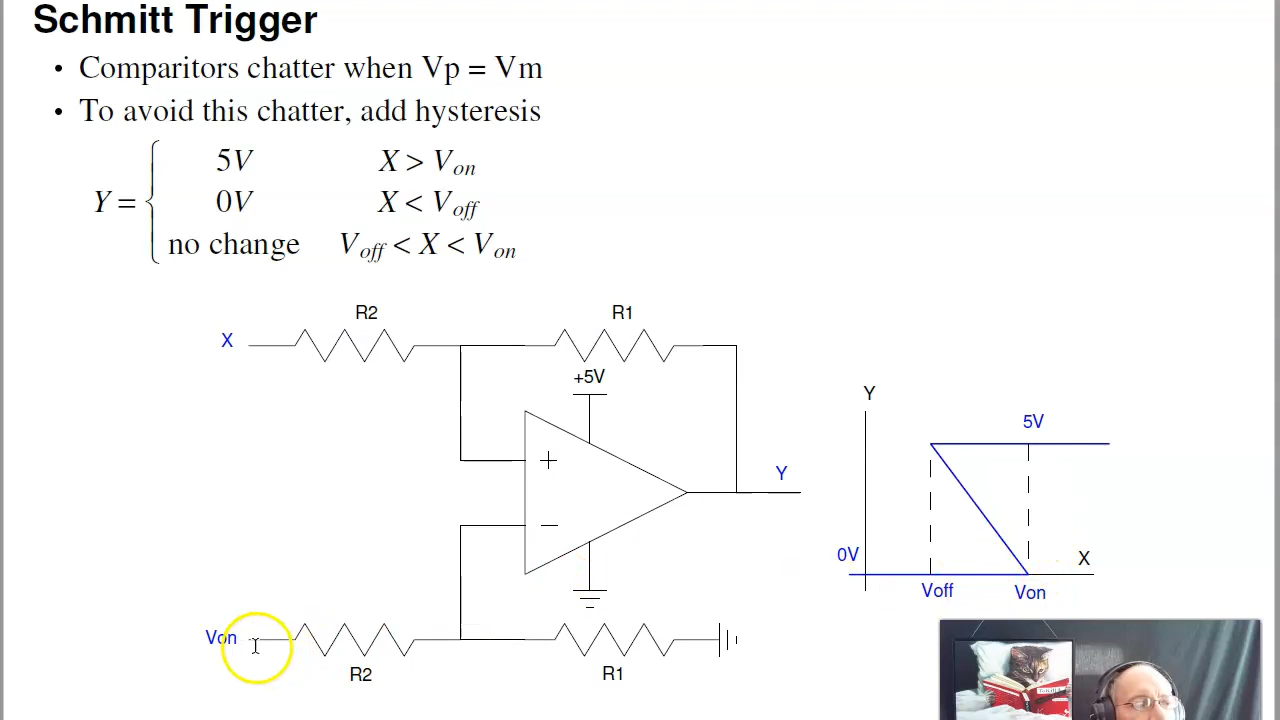 Schmitt Trigger
• Comparitors chatter when Vp = Vm
• To avoid this chatter, add hysteresis
Y = { 5V X > Von
0V X < Voff
no change Voff < X < Von
R2 R1
X
+5V
Y
5V
+
Y
−
0V
X
Voff Von
Von
R2 R1